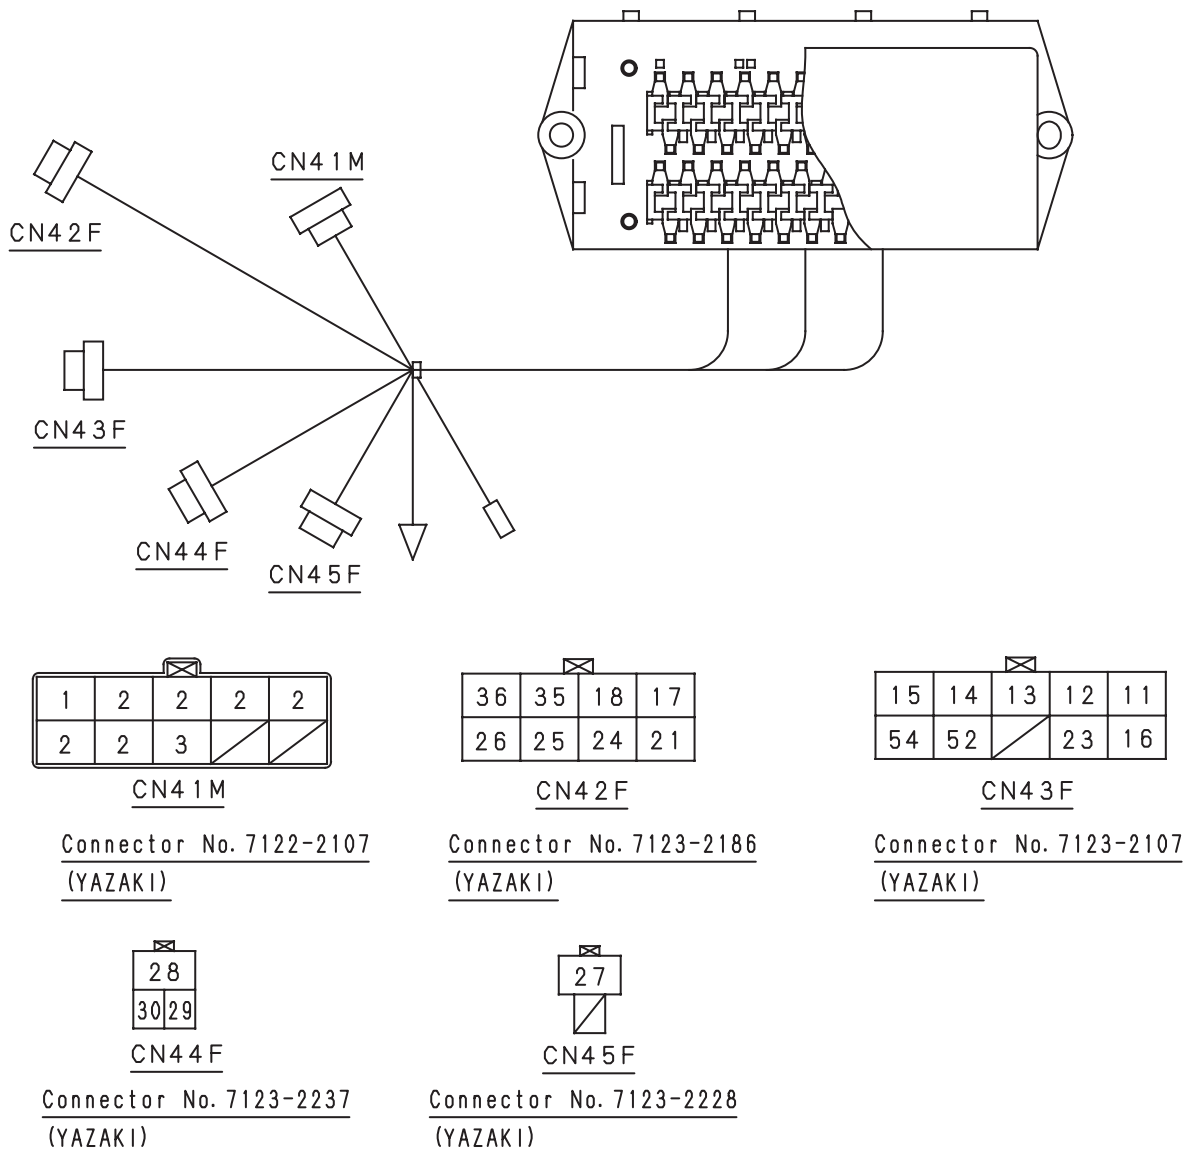 CN41M
CN42F
CN43F
CN44F
CN45F
1 2 2 2 2
2 2 3
CN41M
Connector No. 7122-2107
(YAZAKI)
36 35 18 17
26 25 24 21
CN42F
Connector No. 7123-2186
(YAZAKI)
15 14 13 12 11
54 52 23 16
CN43F
Connector No. 7123-2107
(YAZAKI)
28
30 29
CN44F
Connector No. 7123-2237
(YAZAKI)
27
CN45F
Connector No. 7123-2228
(YAZAKI)